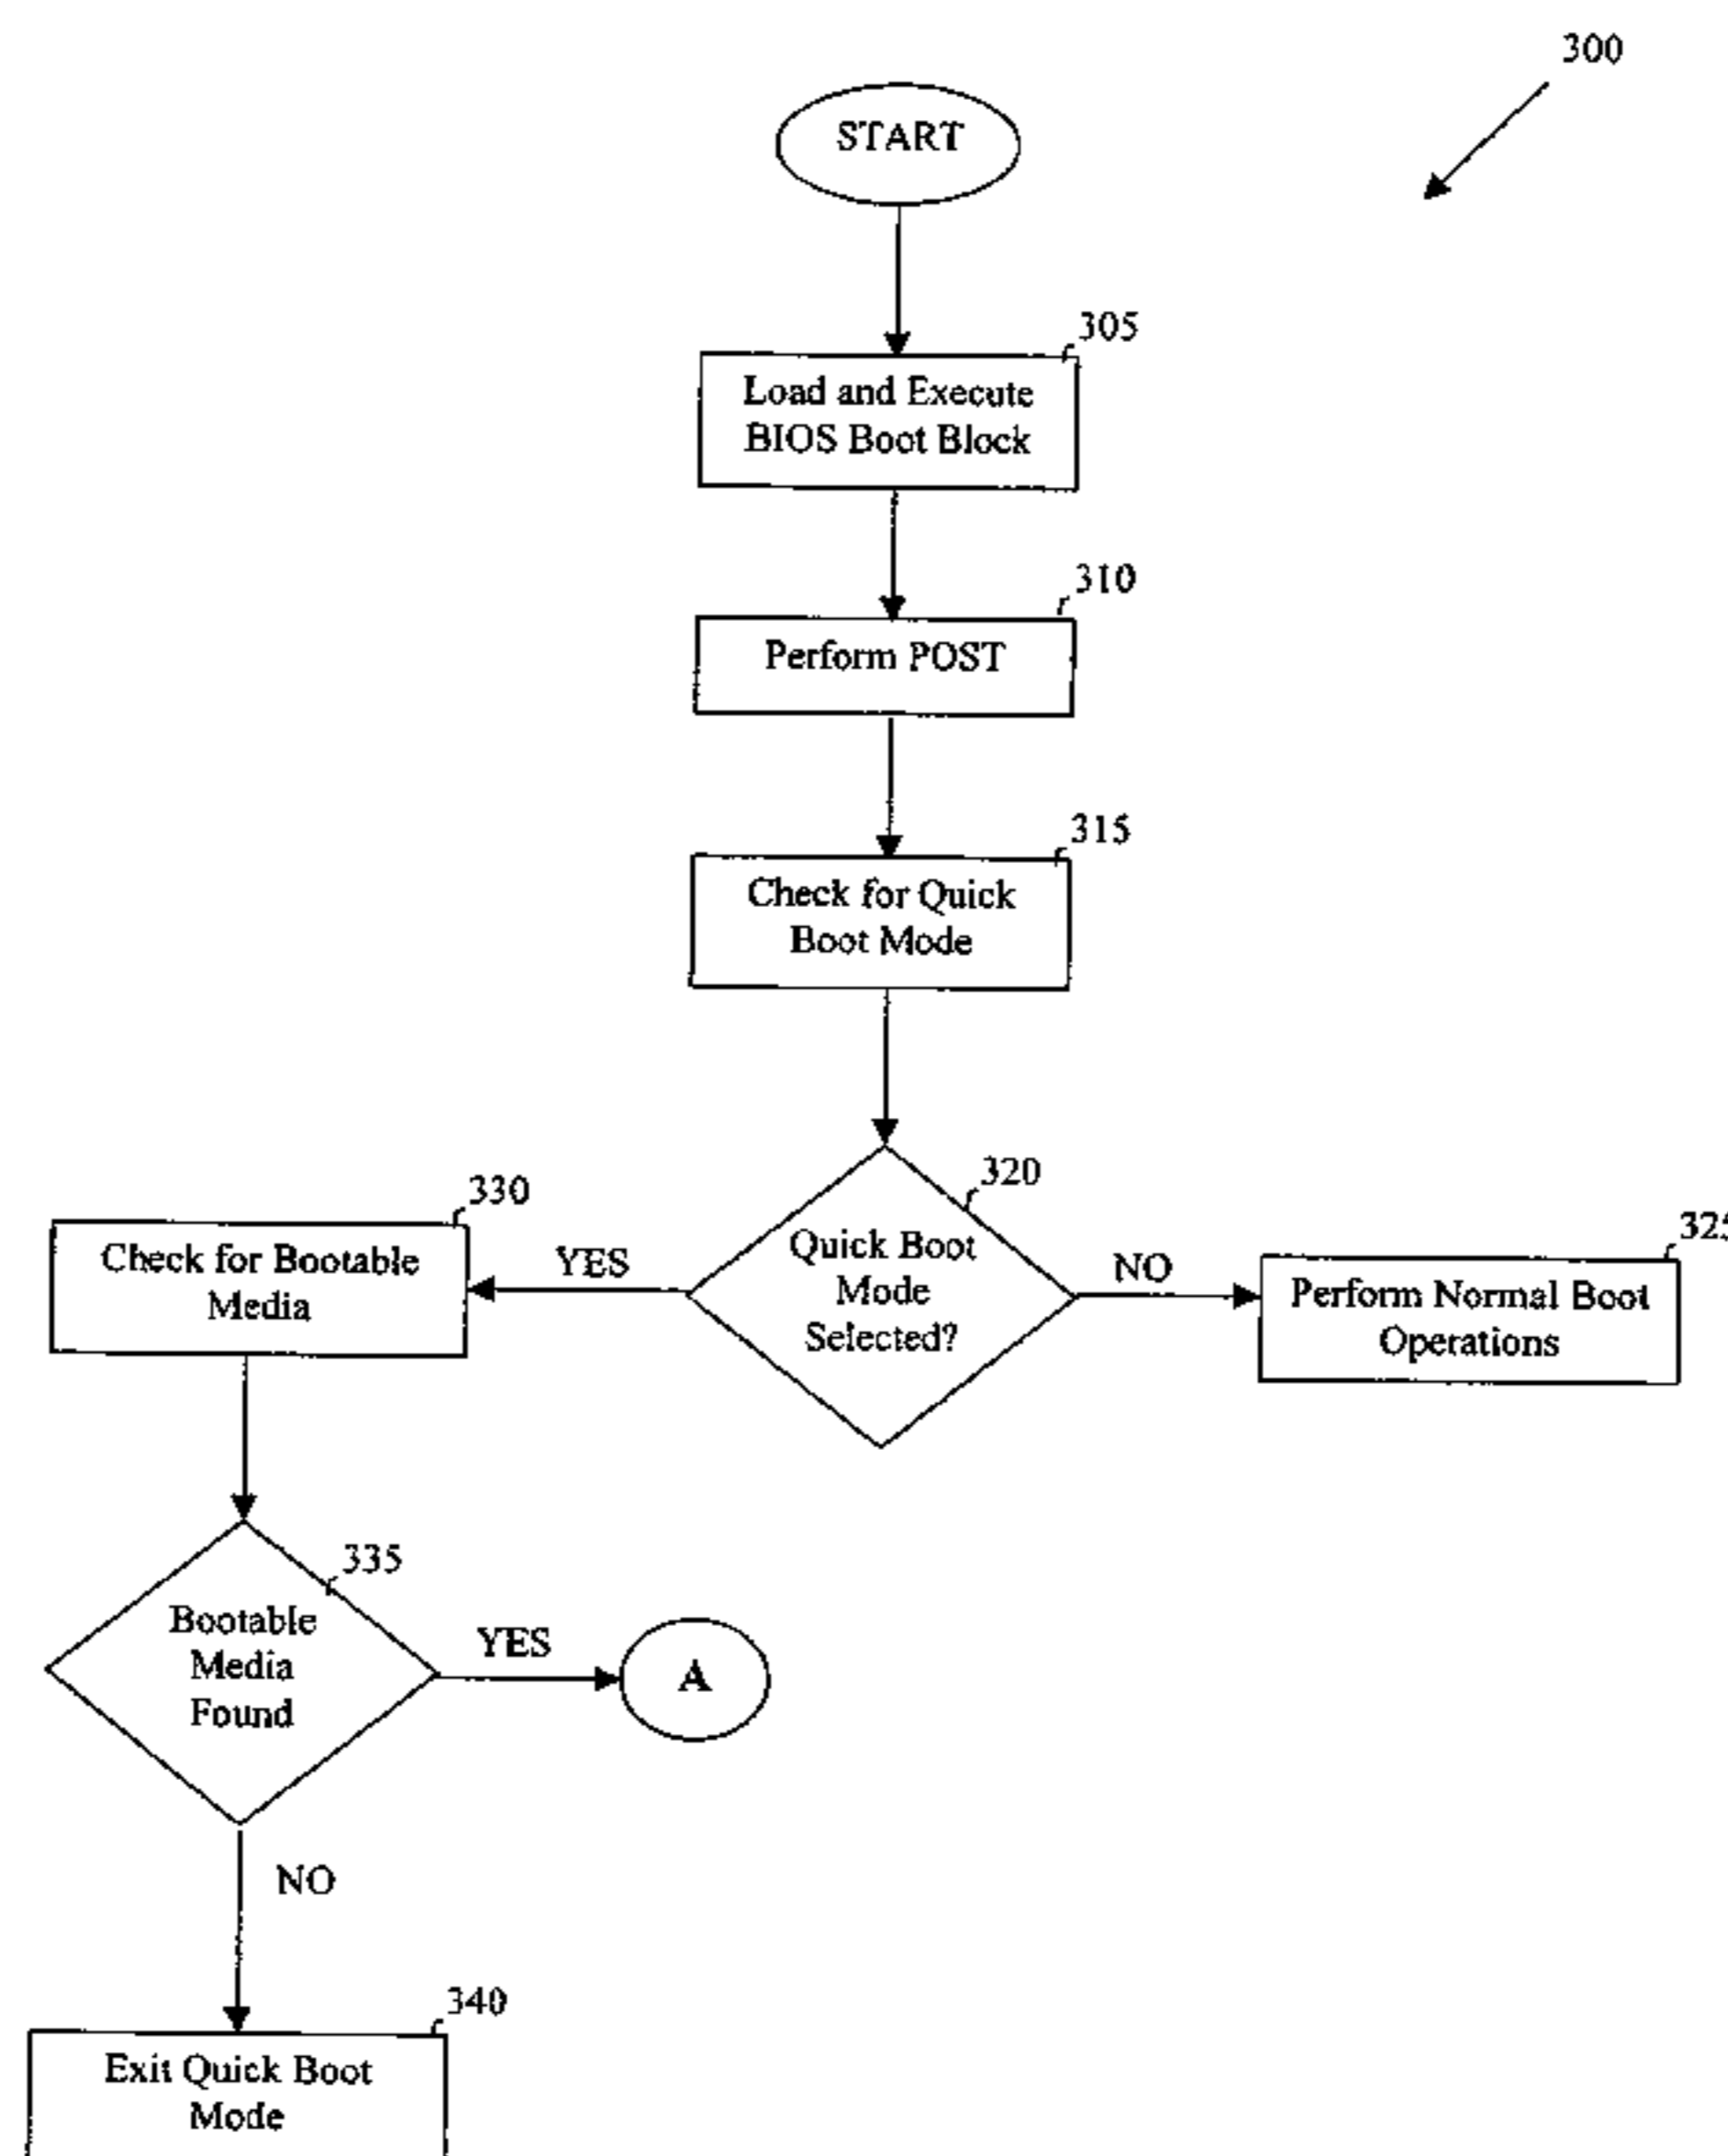 300
START
305
Load and Execute
BIOS Boot Block
310
Perform POST
315
Check for Quick
Boot Mode
320
Quick Boot
Mode
Selected?
YES
NO
330
Check for Bootable
Media
325
Perform Normal Boot
Operations
335
Bootable
Media
Found
YES
A
NO
340
Exit Quick Boot
Mode